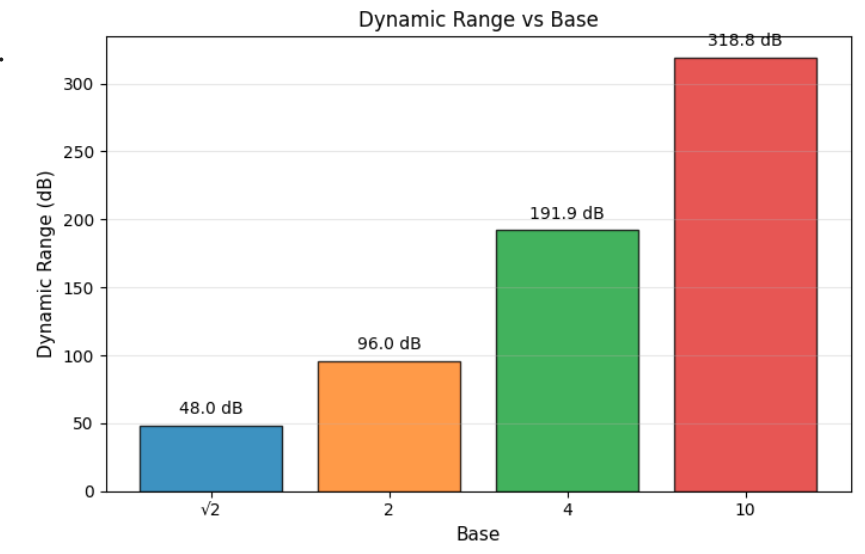 Dynamic Range vs Base
318.8 dB
300
250
191.9 dB
200
150
96.0 dB
100
48.0 dB
50
0
√2 2 4 10
Base
Dynamic Range (dB)